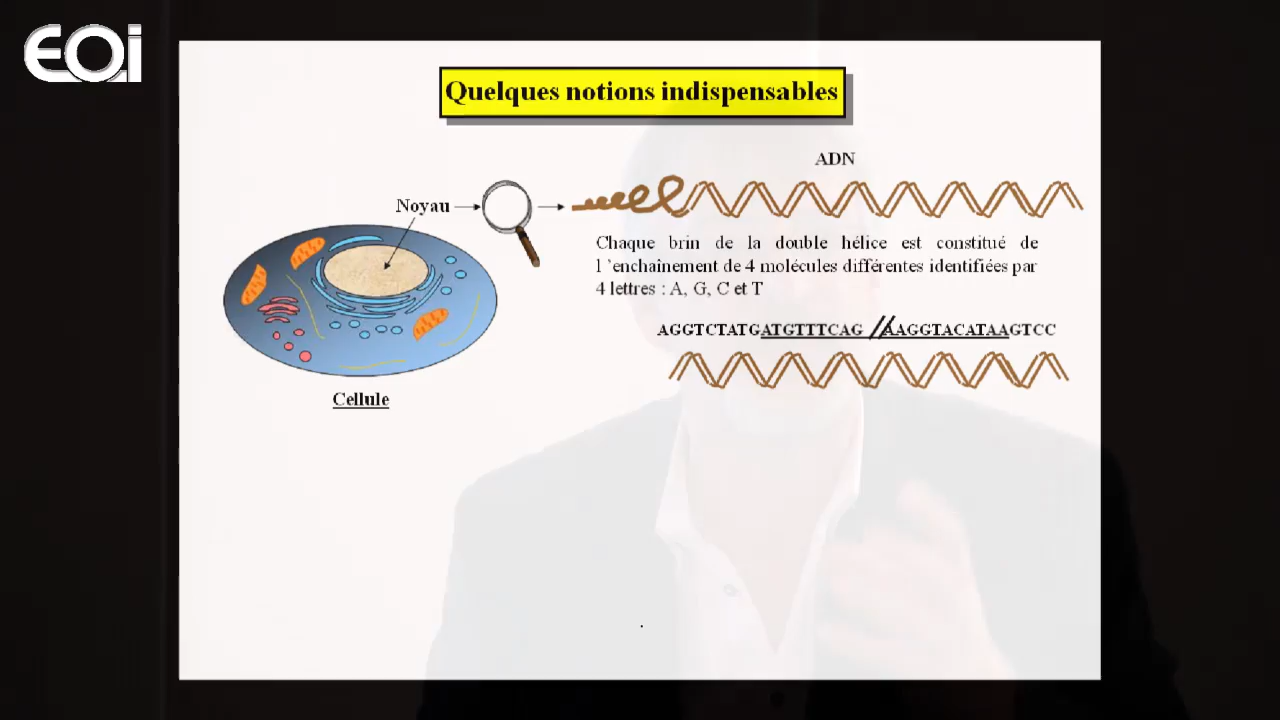 EOi
Quelques notions indispensables
ADN
Noyau
Chaque brin de la double hélice est constitué de
l 'enchaînement de 4 molécules différentes identifiées par
4 lettres : A, G, C et T
AGGTCTATGATGTTTCAG //AAGGTACATAAGTCC
Cellule